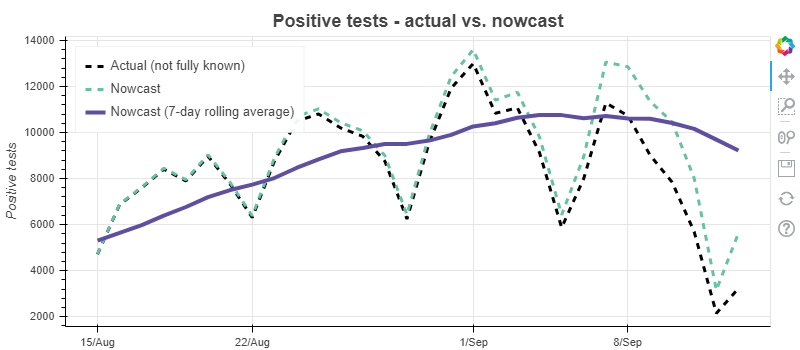 Positive tests - actual vs. nowcast
14000
12000
10000
8000
6000
4000
2000
Positive tests
Actual (not fully known)
Nowcast
Nowcast (7-day rolling average)
15/Aug
22/Aug
1/Sep
8/Sep